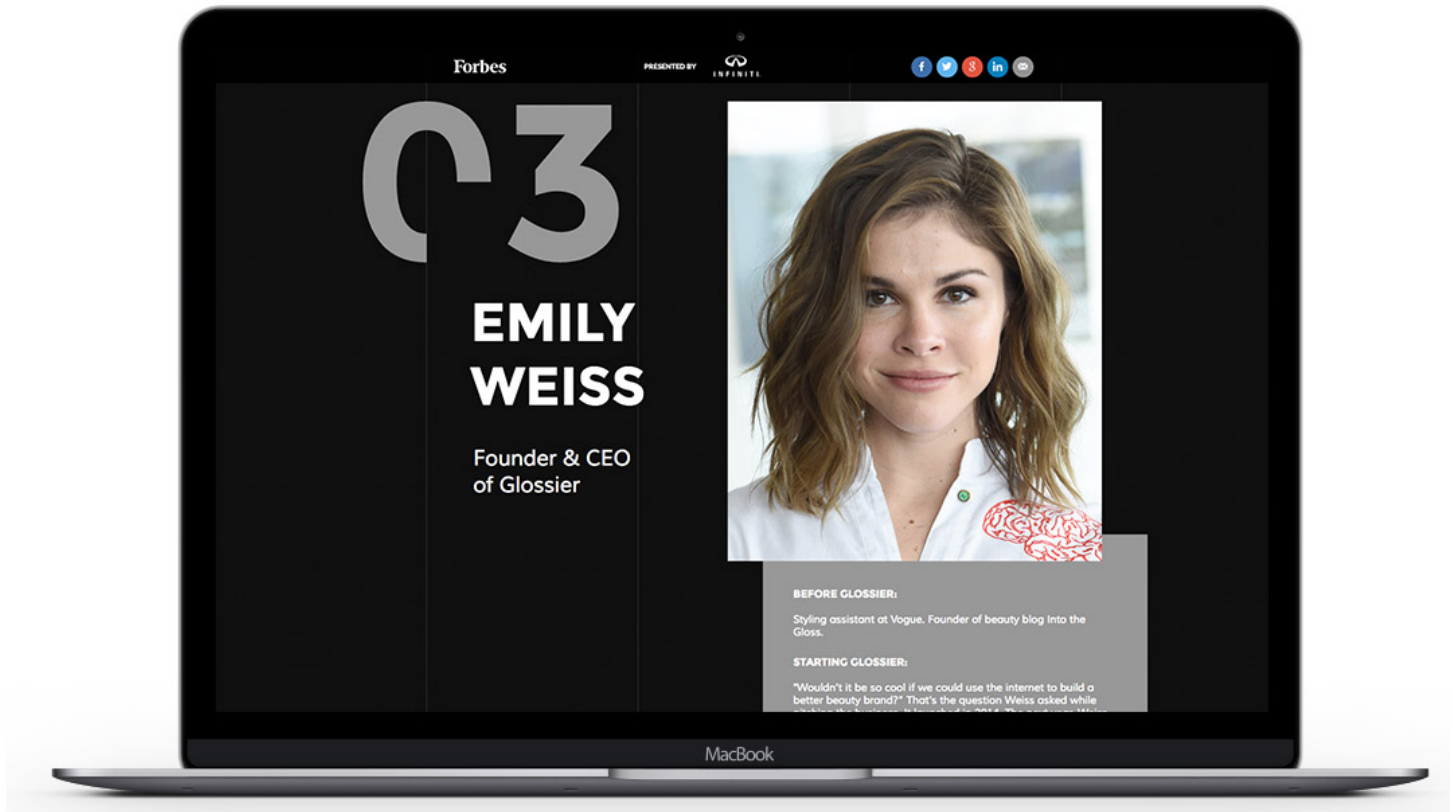 Forbes
PRESENTED BY
INFINITI
03
EMILY
WEISS
Founder & CEO
of Glossier
BEFORE GLOSSIER:
Styling assistant at Vogue. Founder of beauty blog Into the
Gloss.
STARTING GLOSSIER:
"Wouldn't it be so cool if we could use the internet to build a
better beauty brand?" That's the question Weiss asked while
MacBook